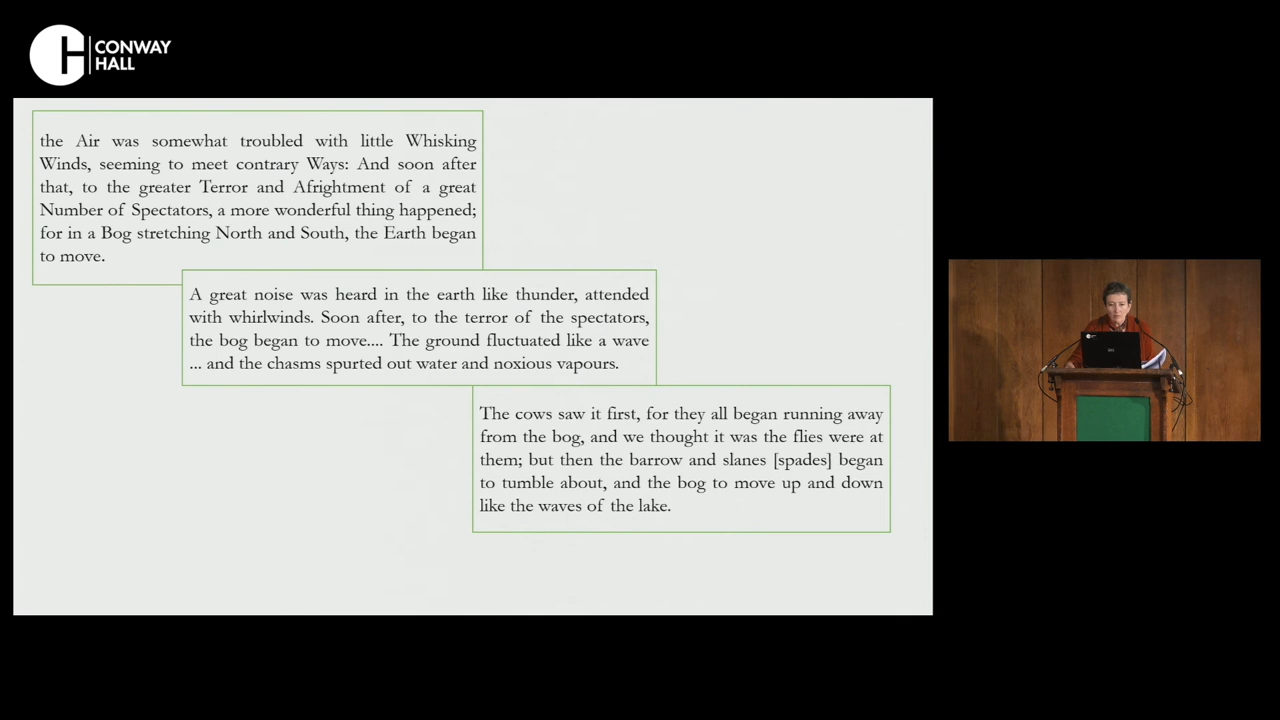 CONWAY
HALL
the Air was somewhat troubled with little Whisking
Winds, seeming to meet contrary Ways: And soon after
that, to the greater Terror and Afrightment of a great
Number of Spectators, a more wonderful thing happened;
for in a Bog stretching North and South, the Earth began
to move.
A great noise was heard in the earth like thunder, attended
with whirlwinds. Soon after, to the terror of the spectators,
the bog began to move.... The ground fluctuated like a wave
... and the chasms spurted out water and noxious vapours.
The cows saw it first, for they all began running away
from the bog, and we thought it was the flies were at
them; but then the barrow and slanes [spades] began
to tumble about, and the bog to move up and down
like the waves of the lake.